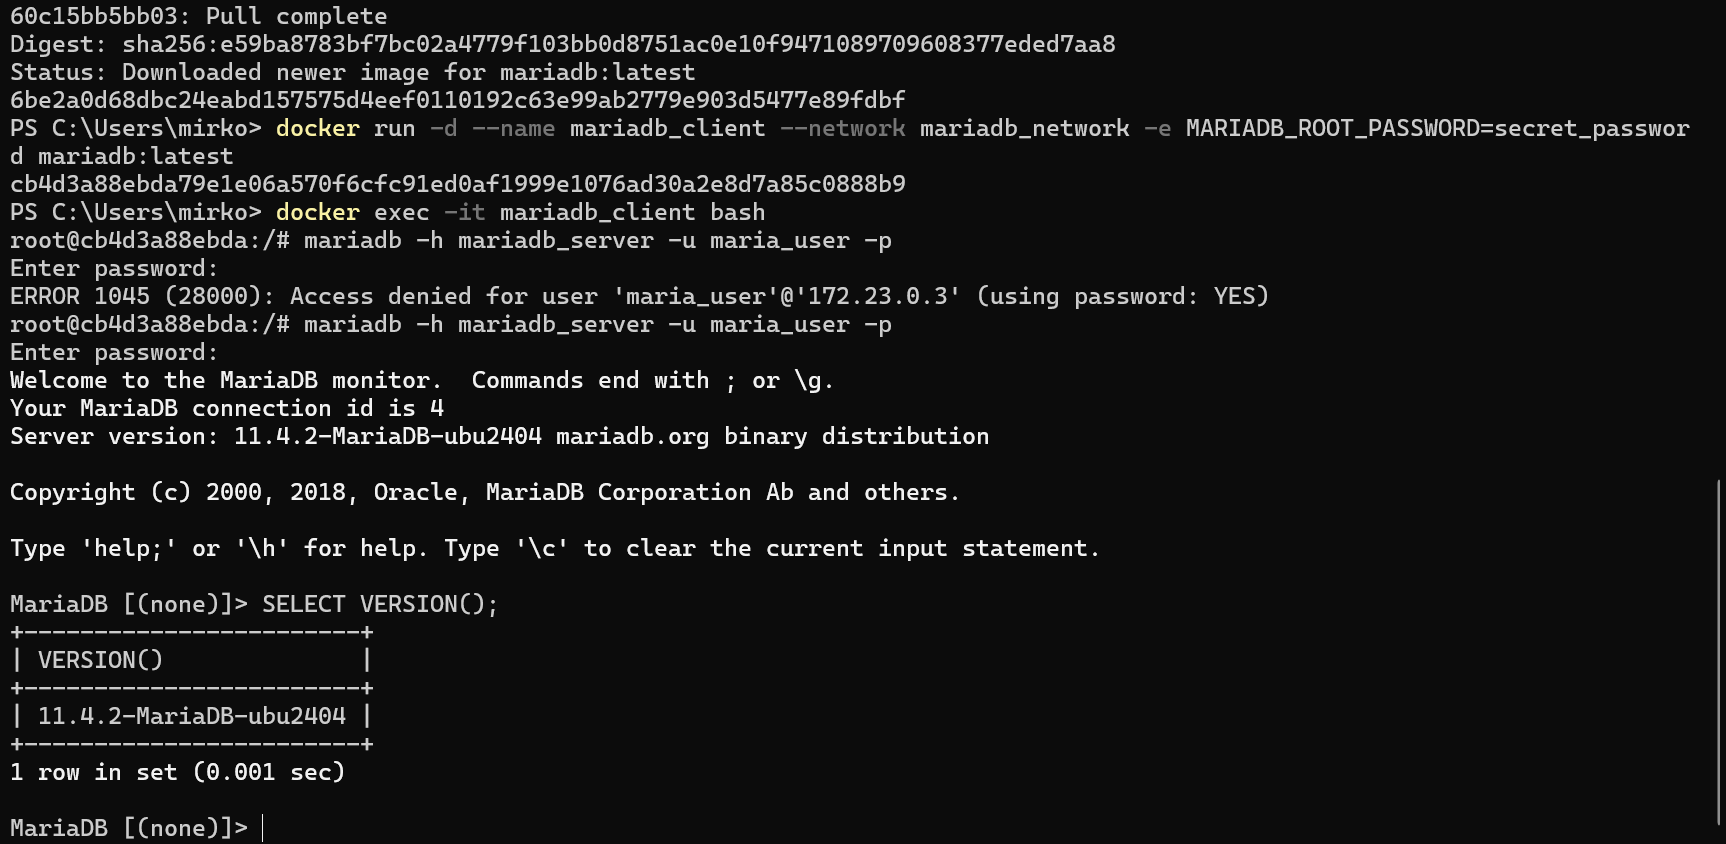 60c15bb5bb03: Pull complete
Digest: sha256:e59ba8783bf7bc02a4779f103bb0d8751ac0e10f9471089709608377eded7aa8
Status: Downloaded newer image for mariadb:latest
6be2a0d68dbc24eabd157575d4eef0110192c63e99ab2779e903d5477e89fdbf
PS C:\Users\mirko> docker run -d --name mariadb_client --network mariadb_network -e MARIADB_ROOT_PASSWORD=secret_passwor
d mariadb:latest
cb4d3a88ebda79e1e06a570f6cfc91ed0af1999e1076ad30a2e8d7a85c0888b9
PS C:\Users\mirko> docker exec -it mariadb_client bash
root@cb4d3a88ebda:/# mariadb -h mariadb_server -u maria_user -p
Enter password:
ERROR 1045 (28000): Access denied for user 'maria_user'@'172.23.0.3' (using password: YES)
root@cb4d3a88ebda:/# mariadb -h mariadb_server -u maria_user -p
Enter password:
Welcome to the MariaDB monitor.  Commands end with ; or \g.
Your MariaDB connection id is 4
Server version: 11.4.2-MariaDB-ubu2404 mariadb.org binary distribution

Copyright (c) 2000, 2018, Oracle, MariaDB Corporation Ab and others.

Type 'help;' or '\h' for help. Type '\c' to clear the current input statement.

MariaDB [(none)]> SELECT VERSION();
+------------------------+
| VERSION()              |
+------------------------+
| 11.4.2-MariaDB-ubu2404 |
+------------------------+
1 row in set (0.001 sec)

MariaDB [(none)]>